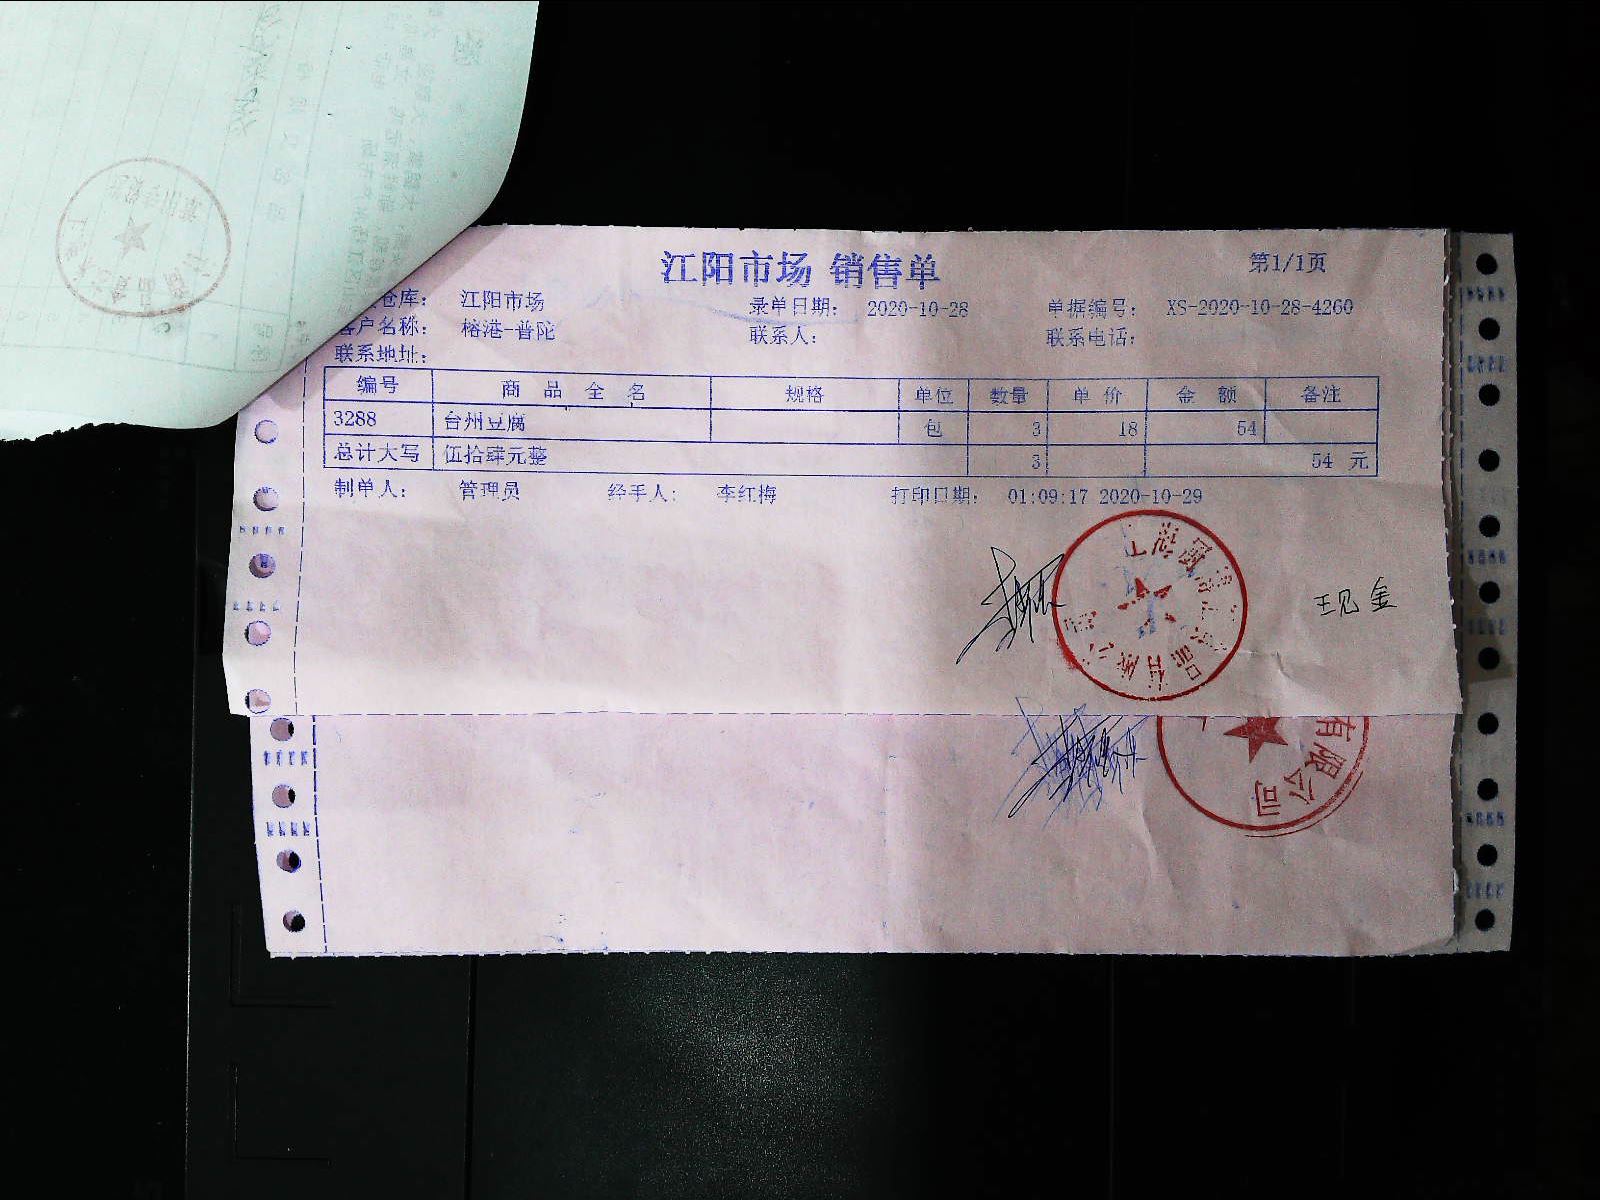 江阳市场 销售单
第1/1页
仓库： 江阳市场 录单日期： 2020-10-28 单据编号： XS-2020-10-28-4260
客户名称： 榕港-普陀 联系人： 联系电话：
联系地址：
编号 商品全名 规格 单位 数量 单价 金额 备注
3288 台州豆腐 包 3 18 54
总计大写 伍拾肆元整 3 54 元
制单人： 管理员 经手人： 李红梅 打印日期： 01:09:17 2020-10-29
现金
有限公司